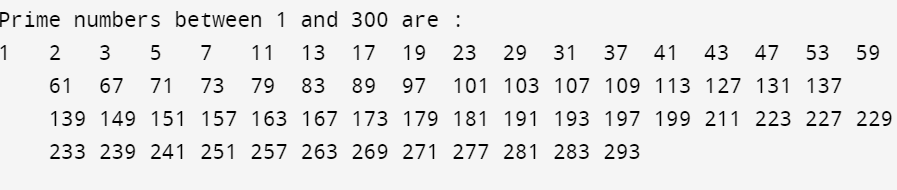 Prime numbers between 1 and 300 are :
1 2 3 5 7 11 13 17 19 23 29 31 37 41 43 47 53 59
61 67 71 73 79 83 89 97 101 103 107 109 113 127 131 137
139 149 151 157 163 167 173 179 181 191 193 197 199 211 223 227 229
233 239 241 251 257 263 269 271 277 281 283 293